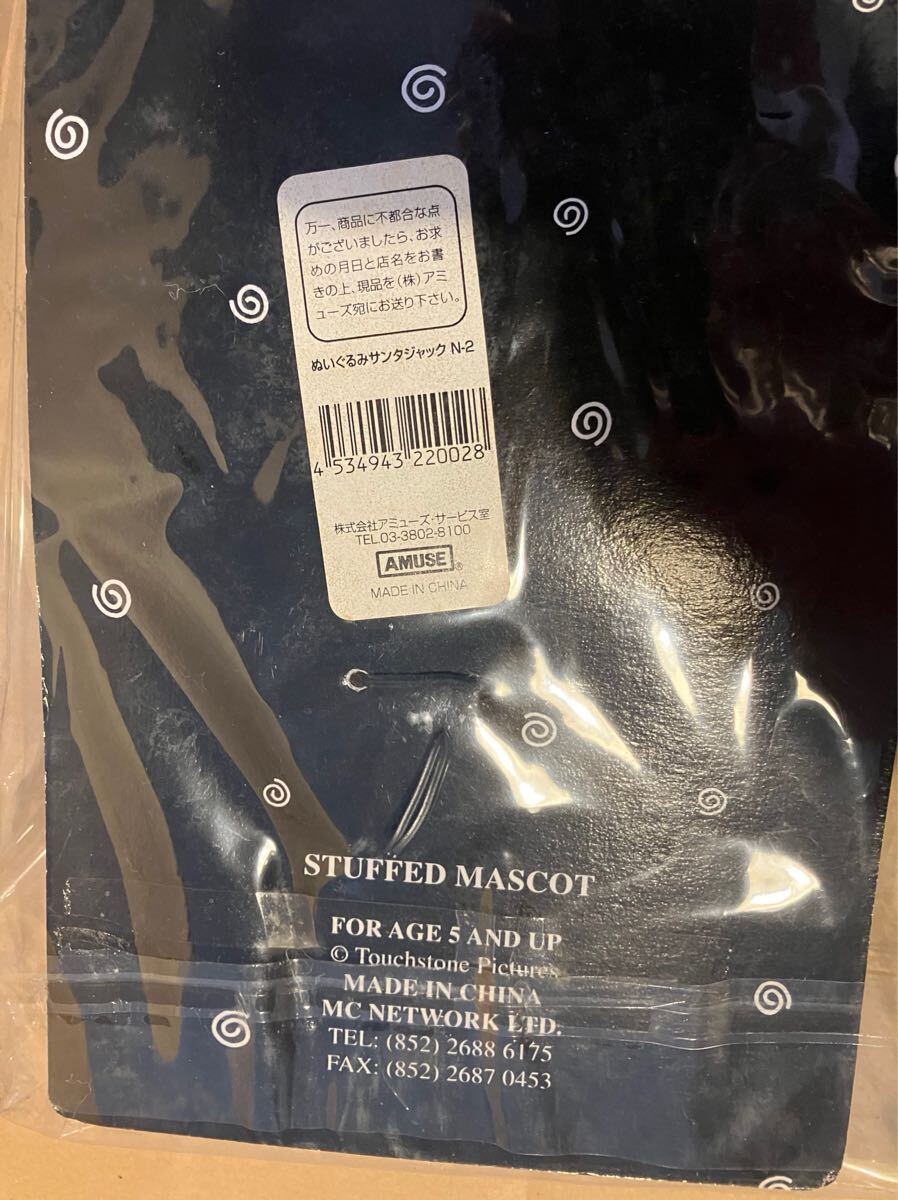 万一、商品に不都合な点
がございましたら、お求
めの月日と店名をお書
きの上、現品を(株)アミ
ューズ宛にお送り下さい。
ぬいぐるみサンタジャック N-2
4 534943 220028
株式会社アミューズ・サービス室
TEL.03-3802-8100
AMUSE®
MADE IN CHINA
STUFFED MASCOT
FOR AGE 5 AND UP
© Touchstone Pictures
MADE IN CHINA
MC NETWORK LTD.
TEL: (852) 2688 6175
FAX: (852) 2687 0453